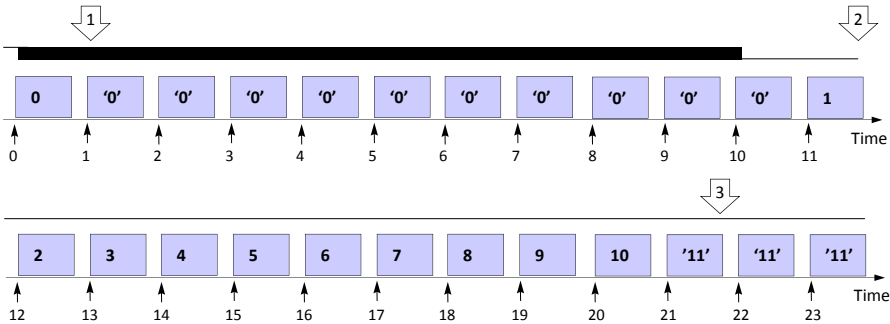 1 2
0 ‘0’ ‘0’ ‘0’ ‘0’ ‘0’ ‘0’ ‘0’ ‘0’ ‘0’ ‘0’ 1
0 1 2 3 4 5 6 7 8 9 10 11 Time
3
2 3 4 5 6 7 8 9 10 '11' ‘11’ '11’
12 13 14 15 16 17 18 19 20 21 22 23 Time